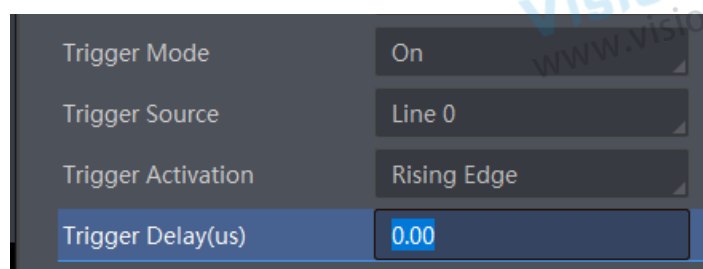 Trigger Mode On
Trigger Source Line 0
Trigger Activation Rising Edge
Trigger Delay(us) 0.00